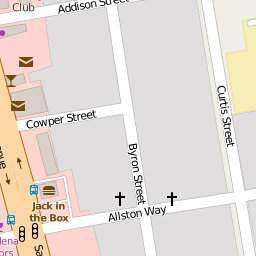 Addison Street
Club
Curtis Street
Cowper Street
Byron Street
Jack in
the Box
Allston Way